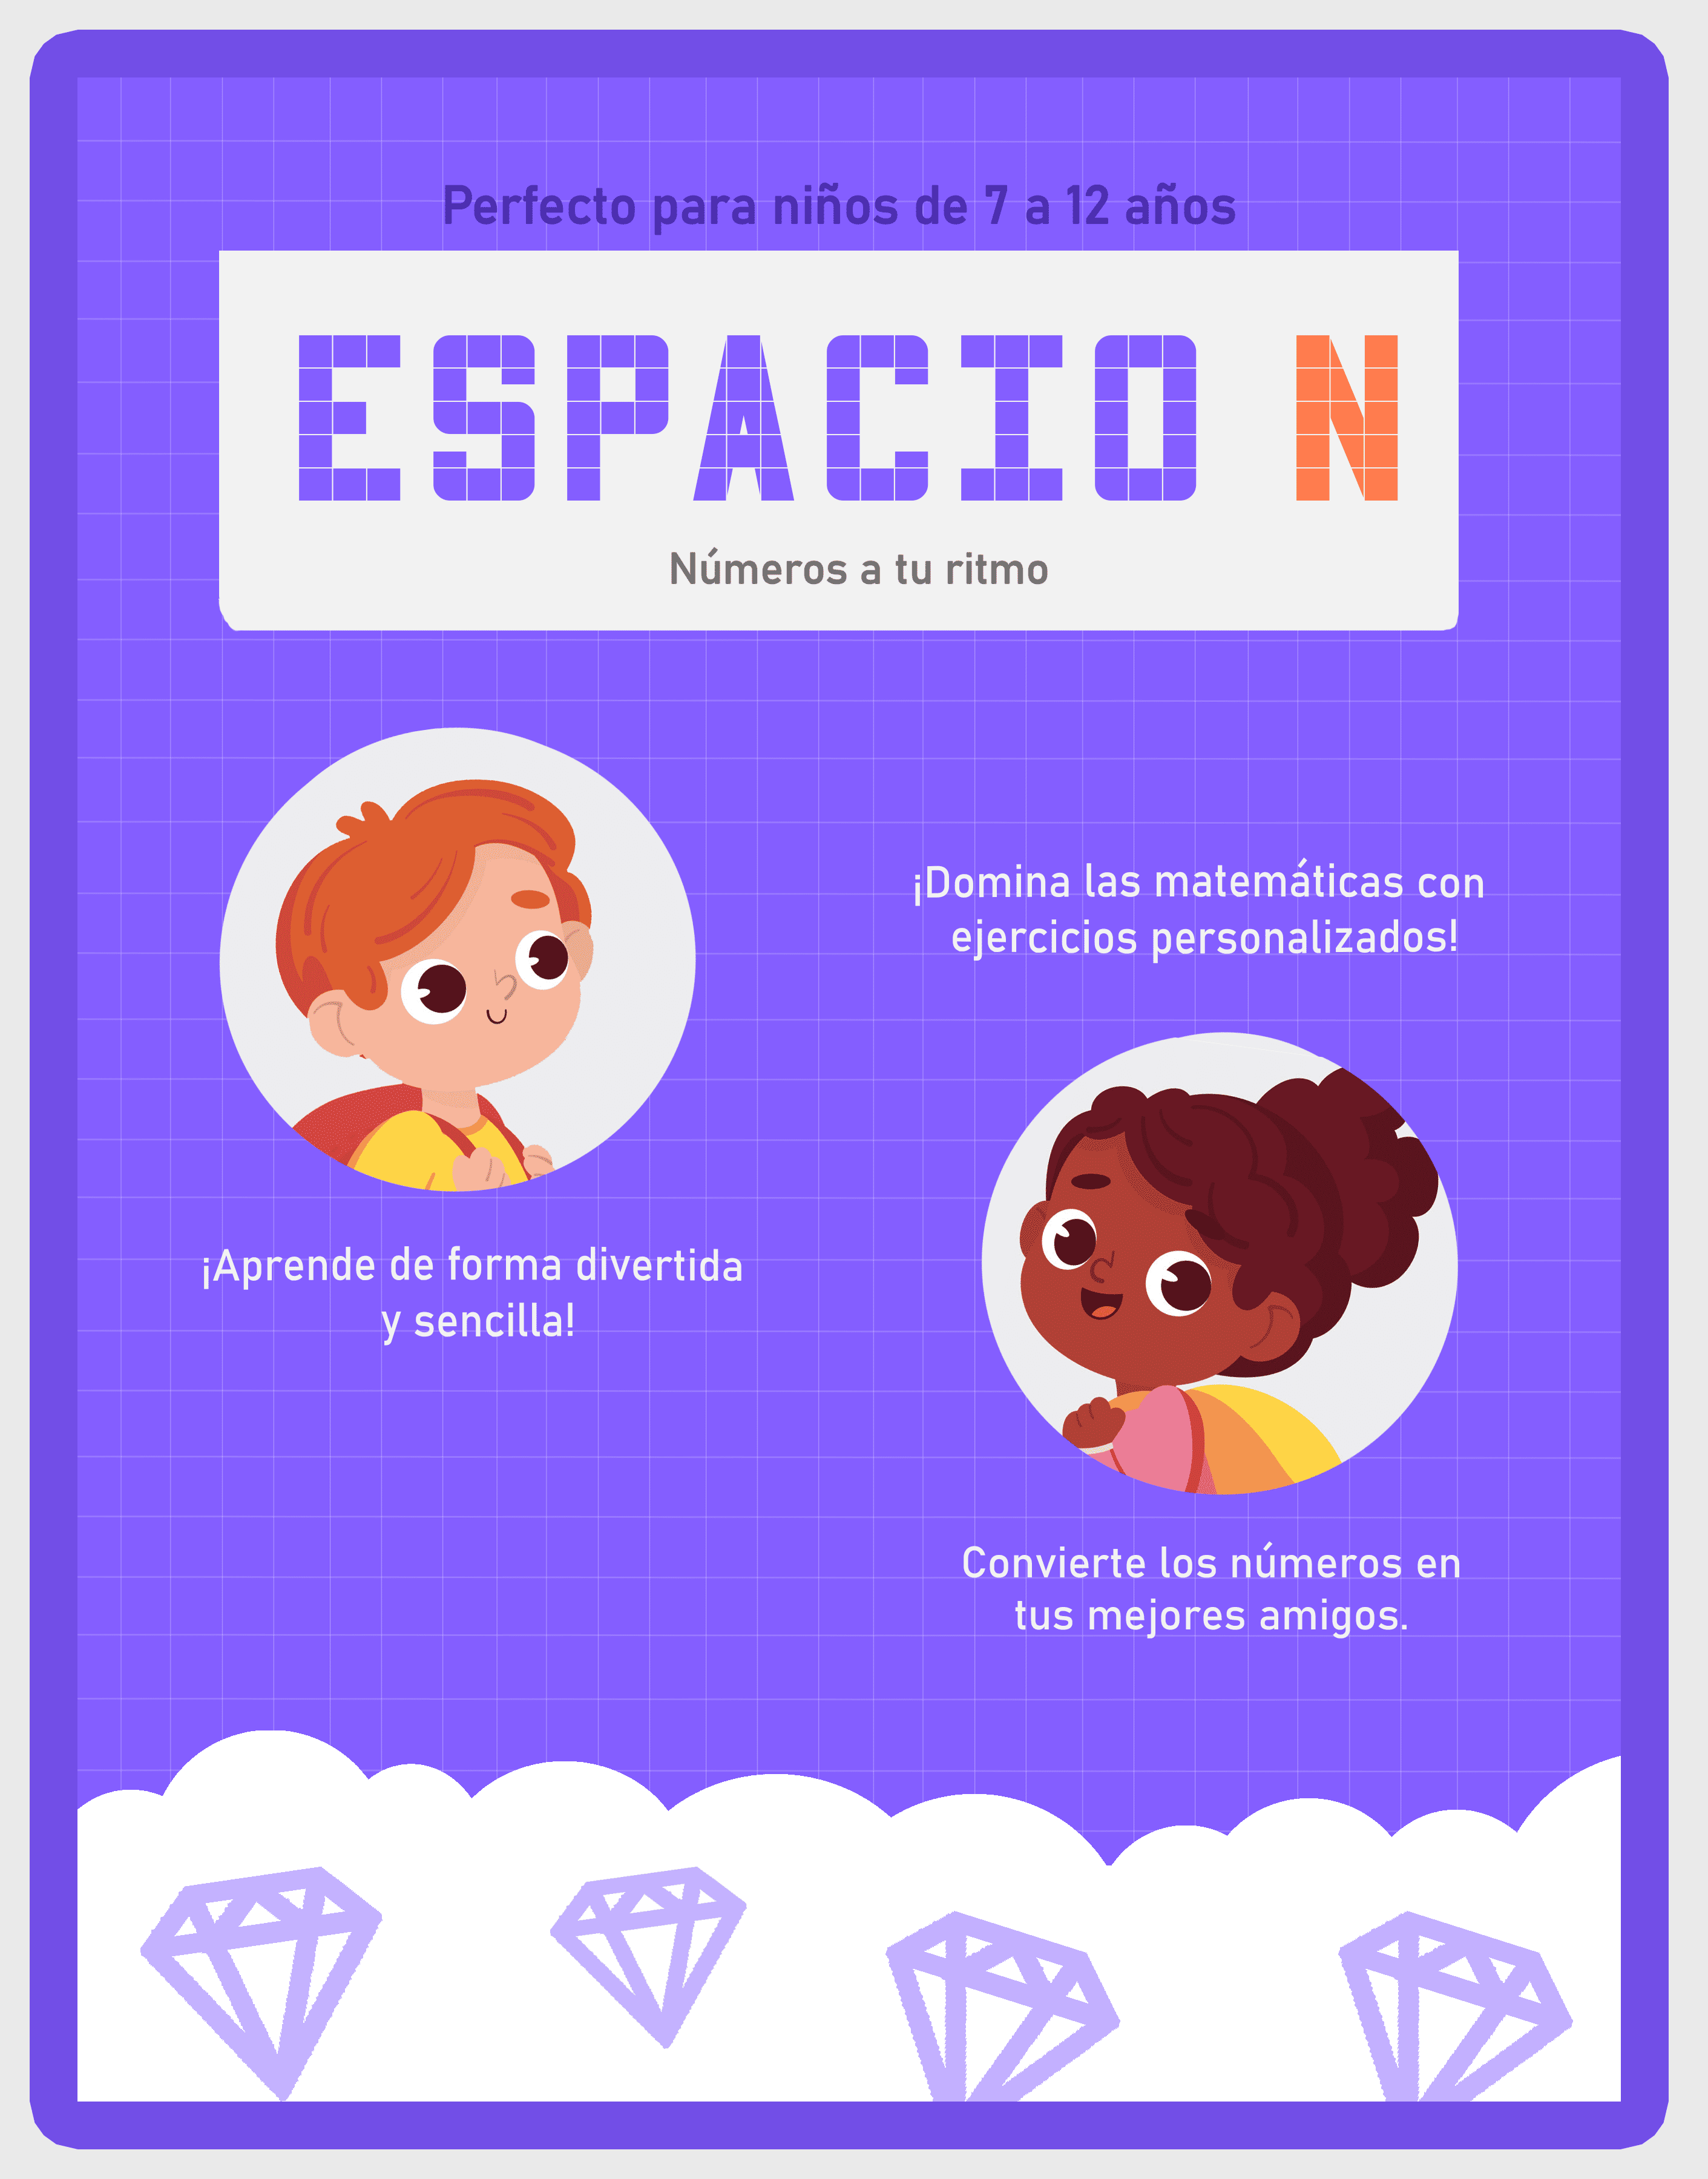 Perfecto para niños de 7 a 12 años
ESPACIO N
Números a tu ritmo
¡Domina las matemáticas con
ejercicios personalizados!
¡Aprende de forma divertida
y sencilla!
Convierte los números en
tus mejores amigos.